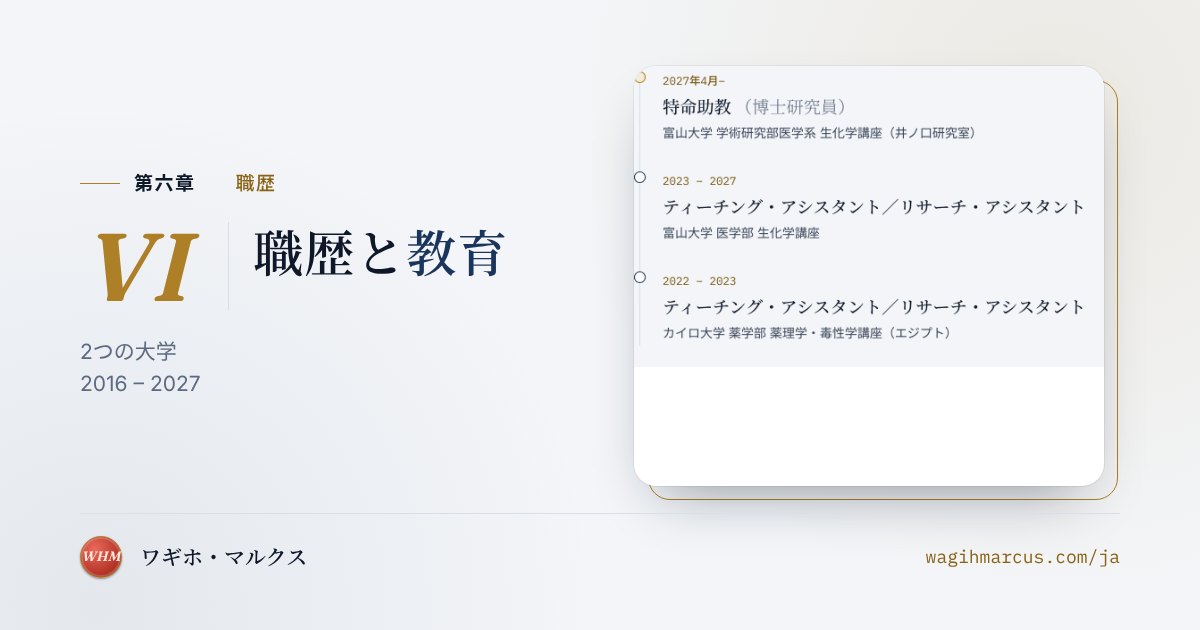 第六章 職歴
VI 職歴と教育
2つの大学
2016 – 2027
2027年4月–
特命助教 （博士研究員）
富山大学 学術研究部医学系 生化学講座（井ノ口研究室）
2023 – 2027
ティーチング・アシスタント／リサーチ・アシスタント
富山大学 医学部 生化学講座
2022 – 2023
ティーチング・アシスタント／リサーチ・アシスタント
カイロ大学 薬学部 薬理学・毒性学講座（エジプト）
WHM ワギホ・マルクス
wagihmarcus.com/ja